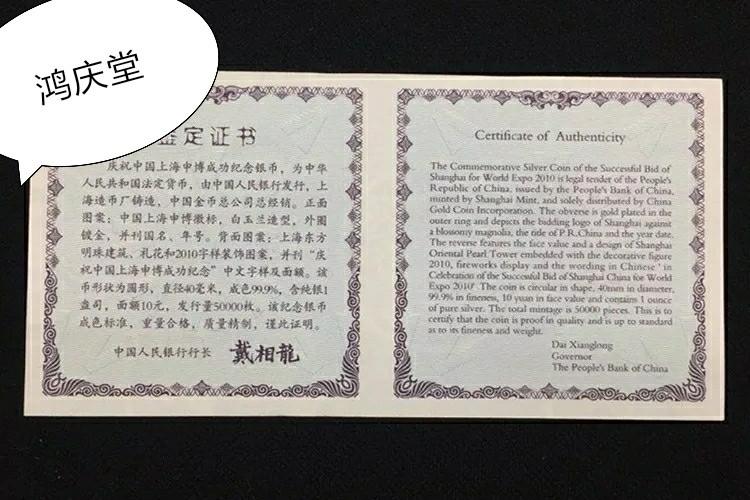 鸿庆堂
鉴定证书
庆祝中国上海申博成功纪念银币，为中华
人民共和国法定货币，由中国人民银行发行，上
海造币厂铸造，中国金币总公司总经销。正面
图案：中国上海申博徽标，白玉兰造型，外圈
镀金，并刊国名、年号。背面图案：上海东方
明珠建筑、礼花和2010字样装饰图案，并刊“庆
祝中国上海申博成功纪念”中文字样及面额。该
币形状为圆形，直径40毫米，成色99.9%，含纯银1
盎司，面额10元，发行量50000枚。该纪念银币
成色标准，重量合格，质量精制，谨此证明。
中国人民银行行长 戴相龍
Certificate of Authenticity
The Commemorative Silver Coin of the Successful Bid of
Shanghai for World Expo 2010 is legal tender of the People's
Republic of China, issued by the People's Bank of China,
minted by Shanghai Mint, and solely distributed by China
Gold Coin Incorporation. The obverse is gold plated in the
outer ring and depicts the bidding logo of Shanghai against
a blossomy magnolia, the title of P. R. China and the year date.
The reverse features the face value and a design of Shanghai
Oriental Pearl Tower embedded with the decorative figure
2010, fireworks display and the wording in Chinese ' in
Celebration of the Successful Bid of Shanghai China for World
Expo 2010'. The coin is circular in shape, 40mm in diameter,
99.9% in fineness, 10 yuan in face value and contains 1 ounce
of pure silver. The total mintage is 50000 pieces. This is to
certify that the coin is proof in quality and is up to standard
as to its fineness and weight.
Dai Xianglong
Governor
The People's Bank of China